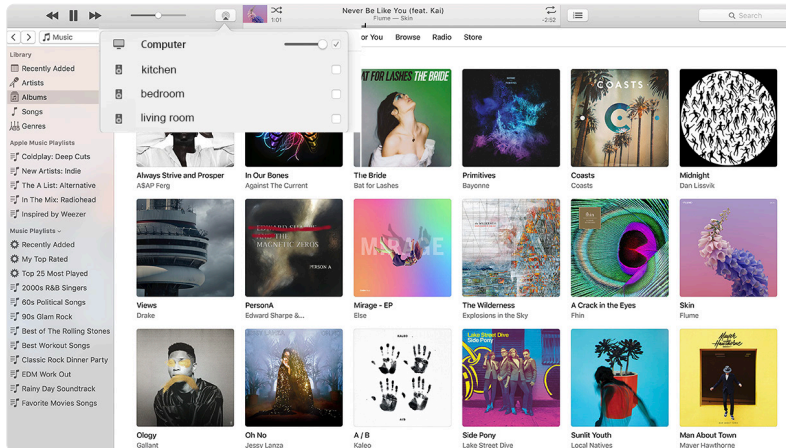 Never Be Like You (feat. Kai)
Flume — Skin
1:01
-2:52
Search
Music
or You Browse Radio Store
Computer
kitchen
bedroom
living room
Library
Recently Added
Artists
Albums
Songs
Genres
Apple Music Playlists
Coldplay: Deep Cuts
New Artists: Indie
The A List: Alternative
In The Mix: Radiohead
Inspired by Weezer
Music Playlists
Recently Added
My Top Rated
Top 25 Most Played
2000s R&B Singers
60s Political Songs
90s Glam Rock
Best of The Rolling Stones
Best Workout Songs
Classic Rock Dinner Party
EDM Work Out
Rainy Day Soundtrack
Favorite Movies Songs
AT FOR LASHES THE BRIDE
COASTS
Always Strive and Prosper
A$AP Ferg
In Our Bones
Against The Current
The Bride
Bat for Lashes
Primitives
Bayonne
Coasts
Coasts
Midnight
Dan Lissvik
THE
MAGNETIC ZEROS
PERSON A
MIRAGE
fhin
Views
Drake
PersonA
Edward Sharpe &...
Mirage - EP
Else
The Wilderness
Explosions in the Sky
A Crack in the Eyes
Fhin
Skin
Flume
KALEO
A/B
Lake Street Dive
Side Pony
Mayer
Hawthorne
Ology
Gallant
Oh No
Jessy Lanza
A / B
Kaleo
Side Pony
Lake Street Dive
Sunlit Youth
Local Natives
Man About Town
Mayer Hawthorne